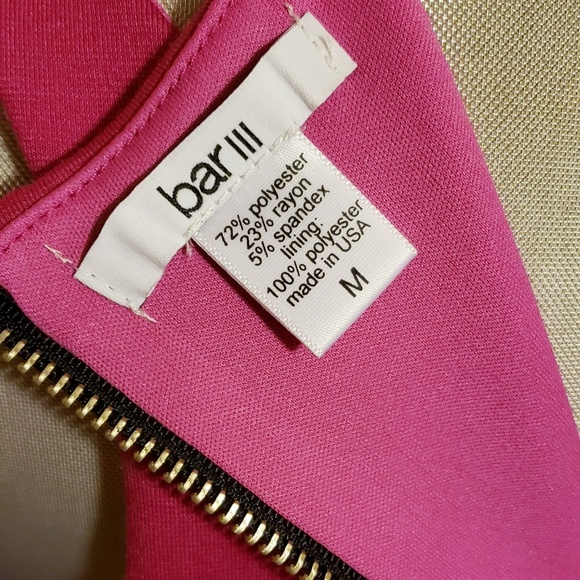 bar III
72% polyester
23% rayon
5% spandex
lining:
100% polyester
made in USA
M